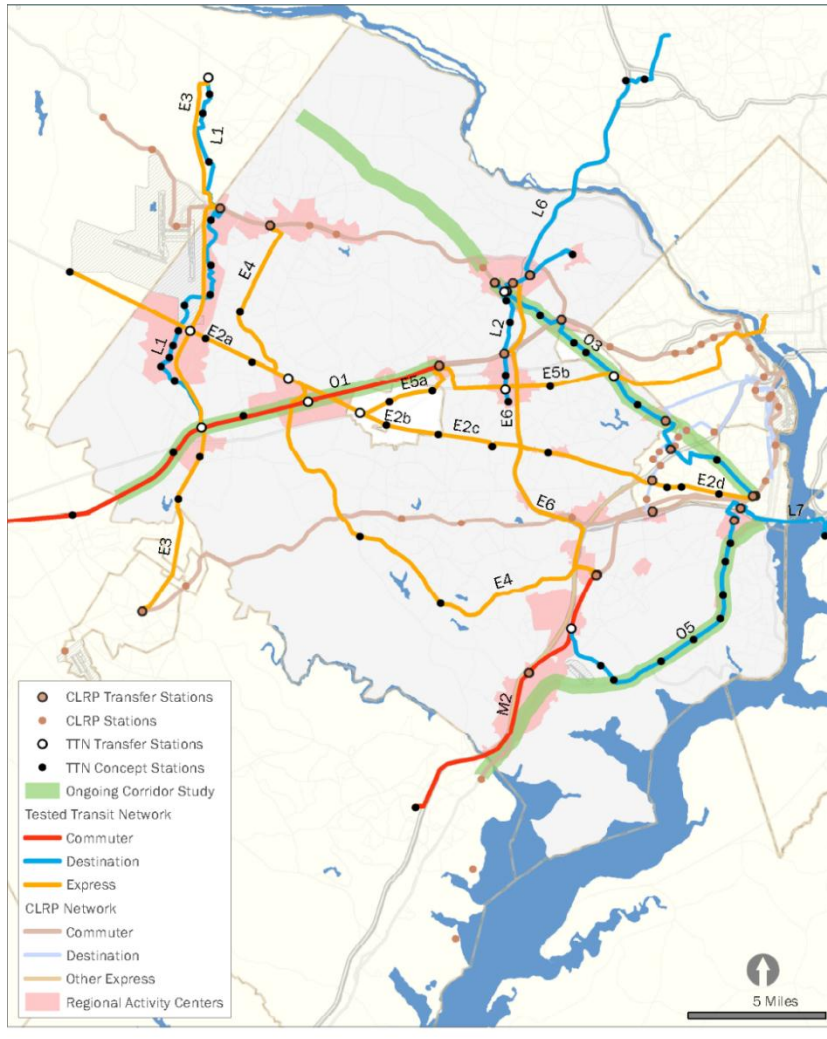 E3
L1
L6
E4
L2
O3
E2a
L1
O1
E5a
E5b
E2b
E6
E2c
E2d
L7
E6
E3
E4
O5
M2
CLRP Transfer Stations
CLRP Stations
TTN Transfer Stations
TTN Concept Stations
Ongoing Corridor Study
Tested Transit Network
Commuter
Destination
Express
CLRP Network
Commuter
Destination
Other Express
Regional Activity Centers
5 Miles